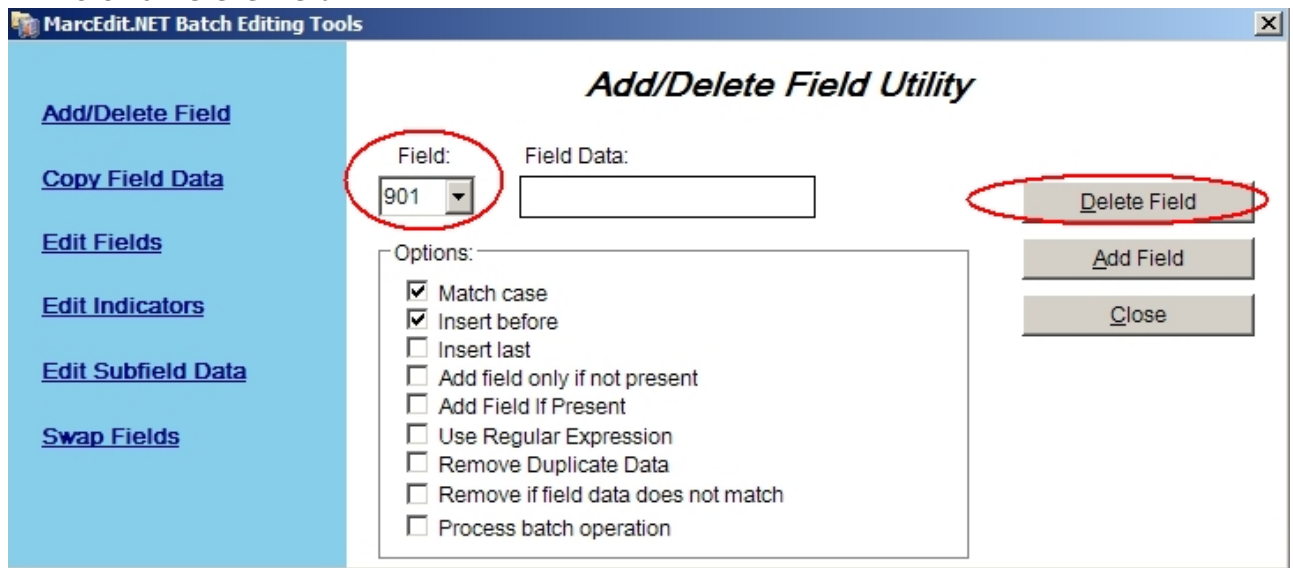 MarcEdit.NET Batch Editing Tools
Add/Delete Field Utility
Add/Delete Field
Copy Field Data
Edit Fields
Edit Indicators
Edit Subfield Data
Swap Fields
Field: Field Data:
901
Delete Field
Add Field
Close
Options:
Match case
Insert before
Insert last
Add field only if not present
Add Field If Present
Use Regular Expression
Remove Duplicate Data
Remove if field data does not match
Process batch operation